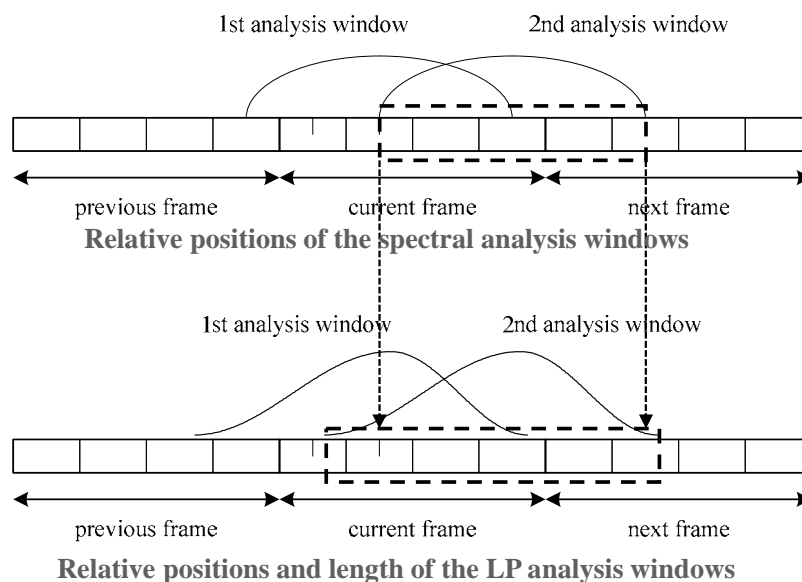 1st analysis window 2nd analysis window
previous frame current frame next frame
Relative positions of the spectral analysis windows
1st analysis window 2nd analysis window
previous frame current frame next frame
Relative positions and length of the LP analysis windows